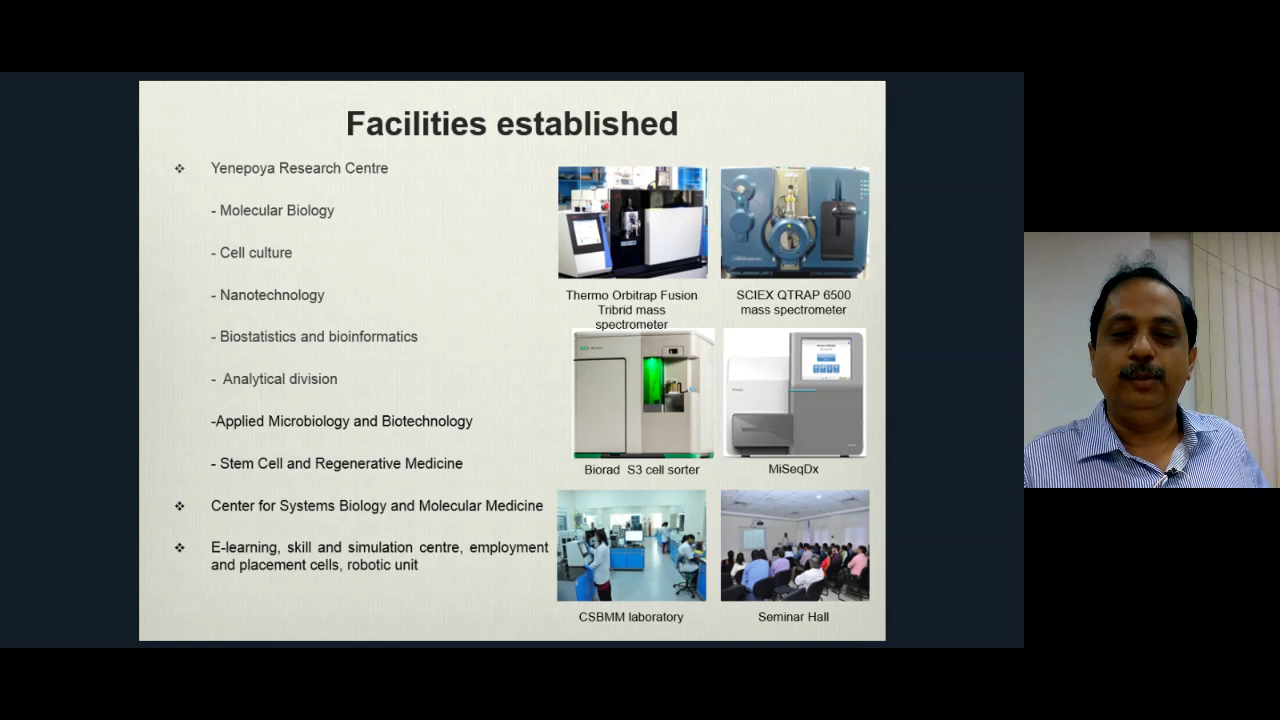 Facilities established
❖ Yenepoya Research Centre
- Molecular Biology
- Cell culture
- Nanotechnology
- Biostatistics and bioinformatics
- Analytical division
-Applied Microbiology and Biotechnology
- Stem Cell and Regenerative Medicine
❖ Center for Systems Biology and Molecular Medicine
❖ E-learning, skill and simulation centre, employment
and placement cells, robotic unit
Thermo Orbitrap Fusion
Tribrid mass
spectrometer
SCIEX QTRAP 6500
mass spectrometer
Biorad S3 cell sorter
MiSeqDx
CSBMM laboratory
Seminar Hall